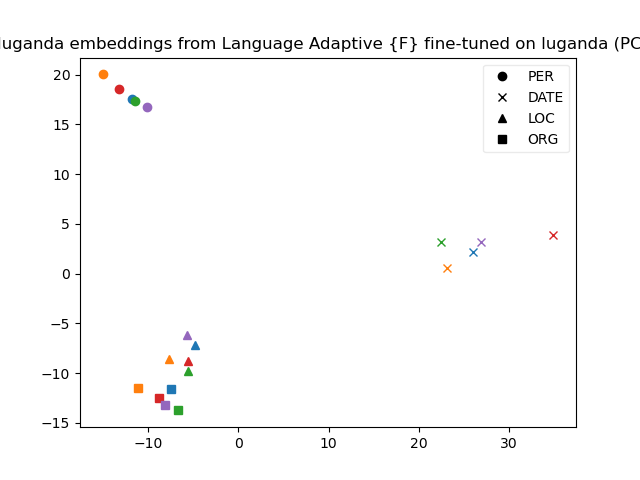 luganda embeddings from Language Adaptive {F} fine-tuned on luganda (PC
PER
DATE
LOC
ORG
20
15
10
5
0
−5
−10
−15
−10
0
10
20
30